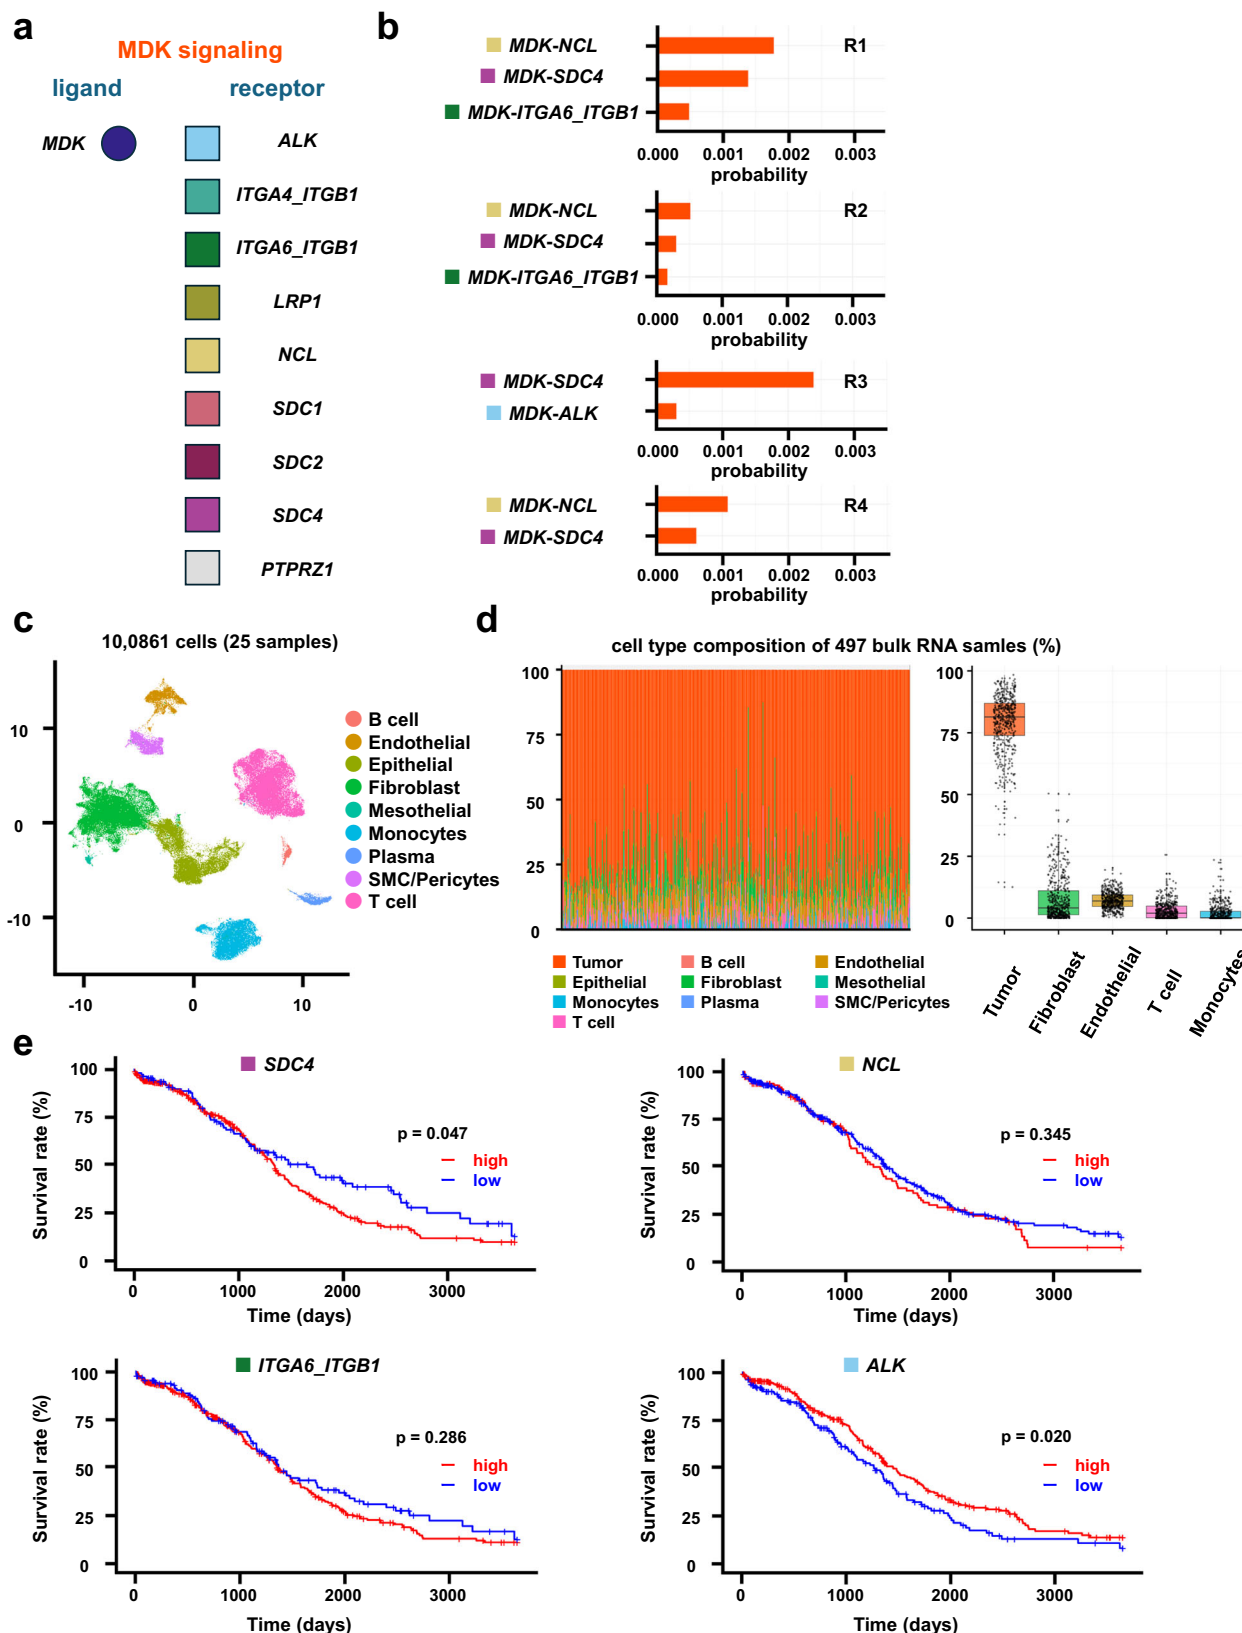 a
MDK signaling
ligand receptor
MDK ALK
ITGA4_ITGB1
ITGA6_ITGB1
LRP1
NCL
SDC1
SDC2
SDC4
PTPRZ1
b
MDK-NCL R1
MDK-SDC4
MDK-ITGA6_ITGB1
0.000 0.001 0.002 0.003
probability
MDK-NCL R2
MDK-SDC4
MDK-ITGA6_ITGB1
0.000 0.001 0.002 0.003
probability
MDK-SDC4 R3
MDK-ALK
0.000 0.001 0.002 0.003
probability
MDK-NCL R4
MDK-SDC4
0.000 0.001 0.002 0.003
probability
c
10,0861 cells (25 samples)
10
0
-10
-10 0 10
B cell
Endothelial
Epithelial
Fibroblast
Mesothelial
Monocytes
Plasma
SMC/Pericytes
T cell
d
cell type composition of 497 bulk RNA samles (%)
100
75
50
25
0
Tumor B cell Endothelial
Epithelial Fibroblast Mesothelial
Monocytes Plasma SMC/Pericytes
T cell
100
75
50
25
0
Tumor
Fibroblast
Endothelial
T cell
Monocytes
e
SDC4
Survival rate (%)
100
75
50
25
0
p = 0.047
high
low
0 1000 2000 3000
Time (days)
NCL
Survival rate (%)
100
75
50
25
0
p = 0.345
high
low
0 1000 2000 3000
Time (days)
ITGA6_ITGB1
Survival rate (%)
100
75
50
25
0
p = 0.286
high
low
0 1000 2000 3000
Time (days)
ALK
Survival rate (%)
100
75
50
25
0
p = 0.020
high
low
0 1000 2000 3000
Time (days)